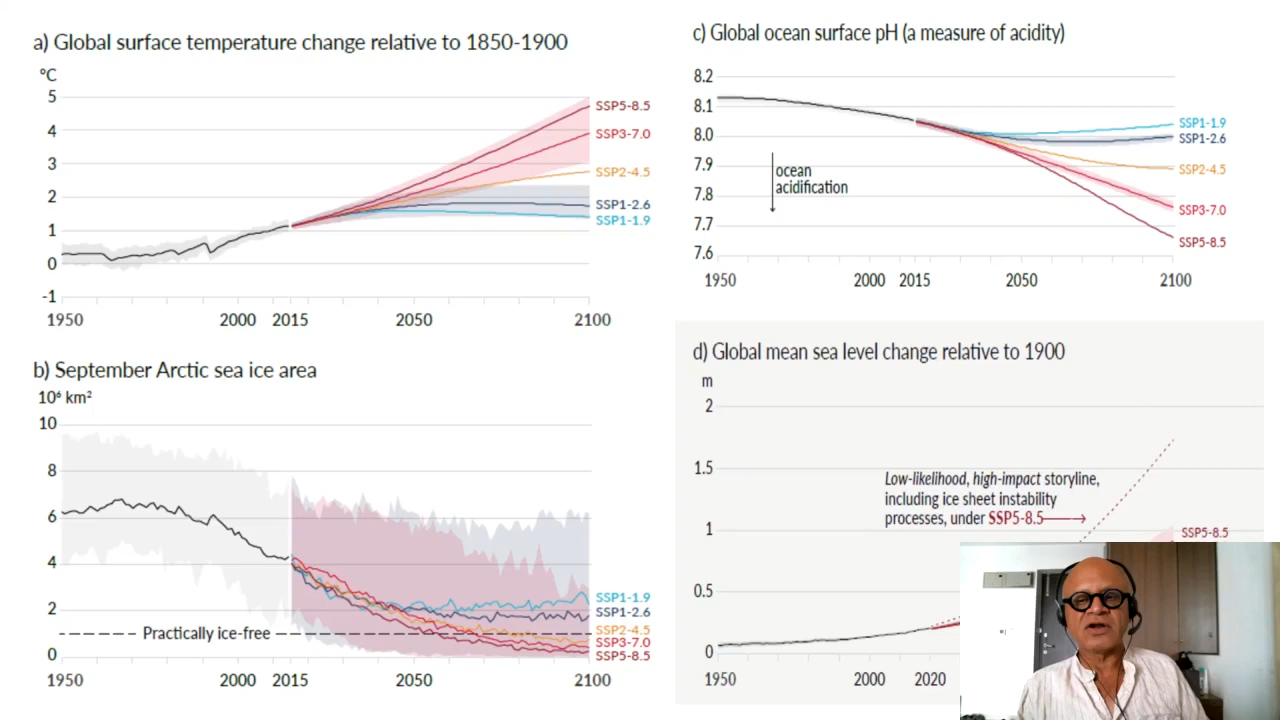 a) Global surface temperature change relative to 1850-1900
°C
5
4
3
2
1
0
-1
1950 2000 2015 2050 2100
SSP5-8.5
SSP3-7.0
SSP2-4.5
SSP1-2.6
SSP1-1.9
b) September Arctic sea ice area
10⁶ km²
10
8
6
4
2
0
Practically ice-free
1950 2000 2015 2050 2100
SSP1-1.9
SSP1-2.6
SSP2-4.5
SSP3-7.0
SSP5-8.5
c) Global ocean surface pH (a measure of acidity)
8.2
8.1
8.0
7.9
7.8
7.7
7.6
ocean
acidification
1950 2000 2015 2050 2100
SSP1-1.9
SSP1-2.6
SSP2-4.5
SSP3-7.0
SSP5-8.5
d) Global mean sea level change relative to 1900
m
2
1.5
1
0.5
0
Low-likelihood, high-impact storyline,
including ice sheet instability
processes, under SSP5-8.5
SSP5-8.5
1950 2000 2020